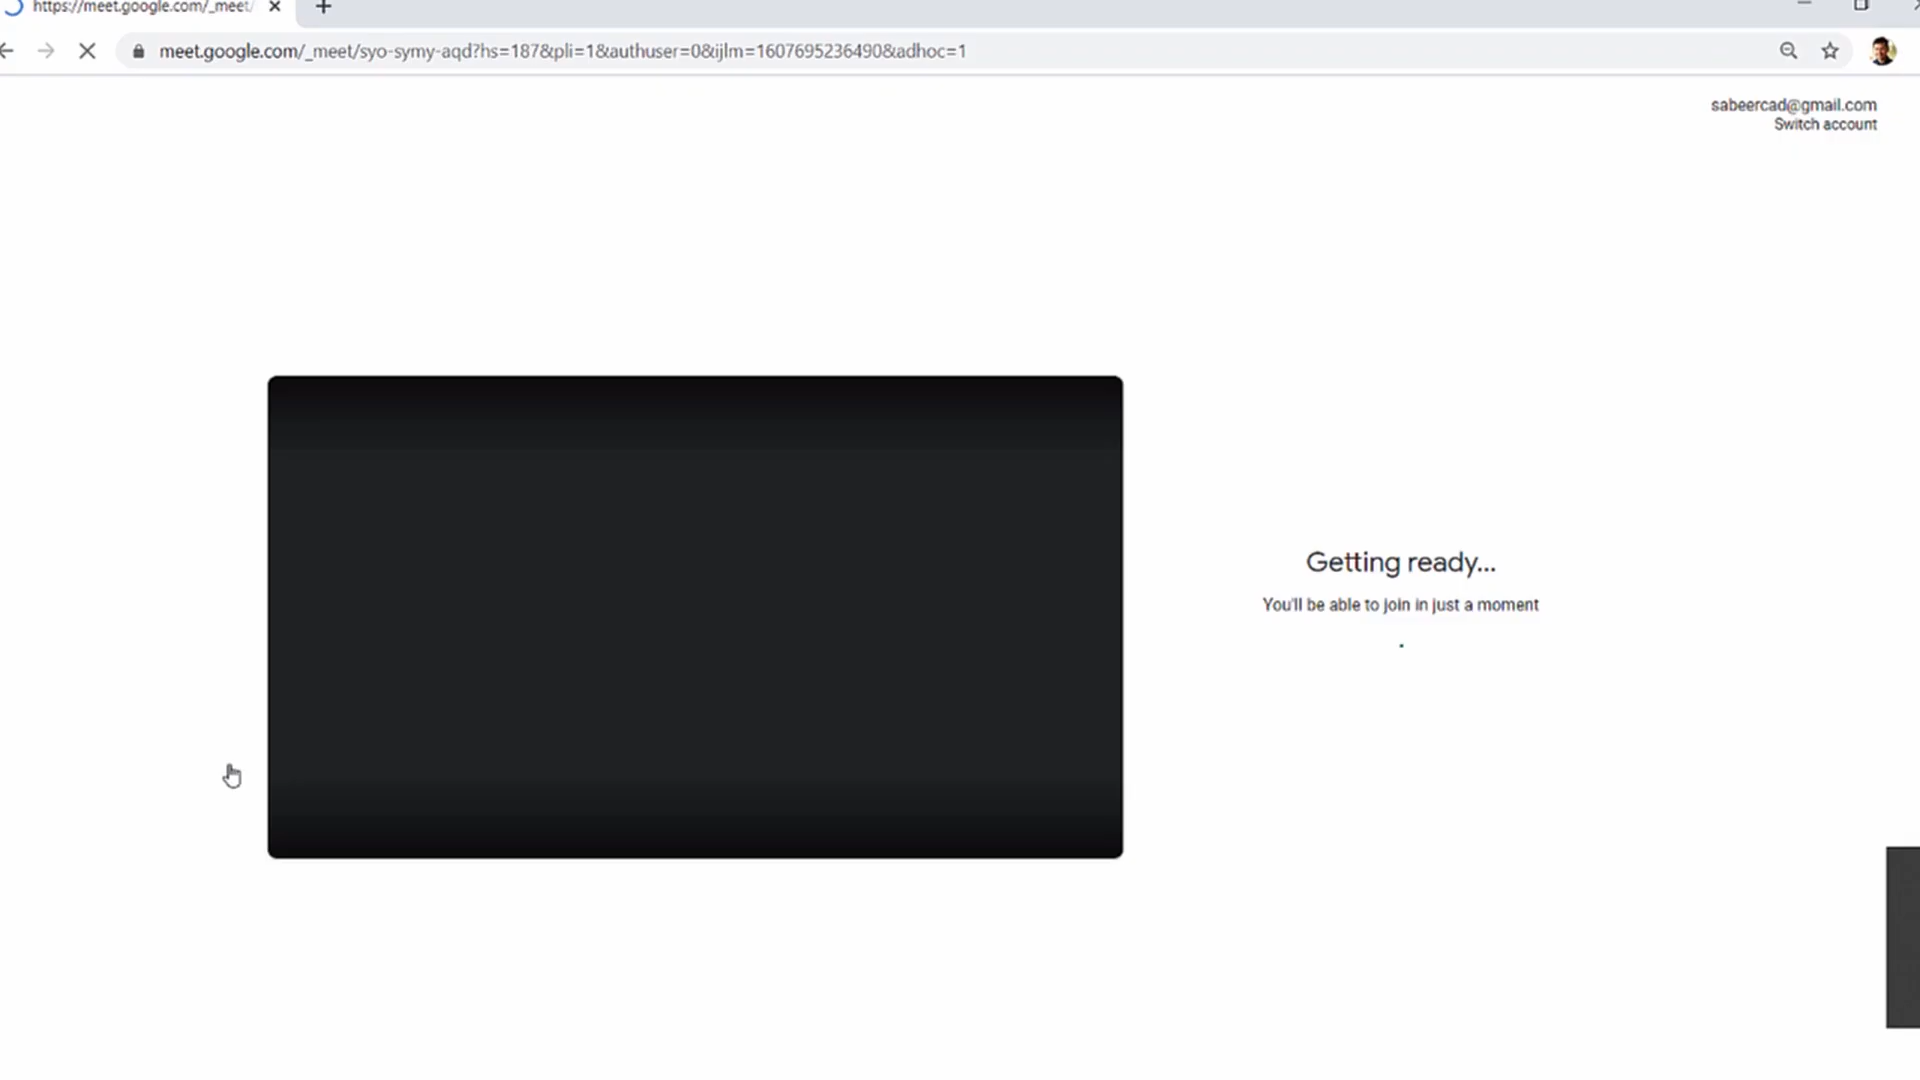 https://meet.google.com/_meet/
meet.google.com/_meet/syo-symy-aqd?hs=187&pli=1&authuser=0&ijlm=1607695236490&adhoc=1
sabeercad@gmail.com
Switch account
Getting ready...
You'll be able to join in just a moment